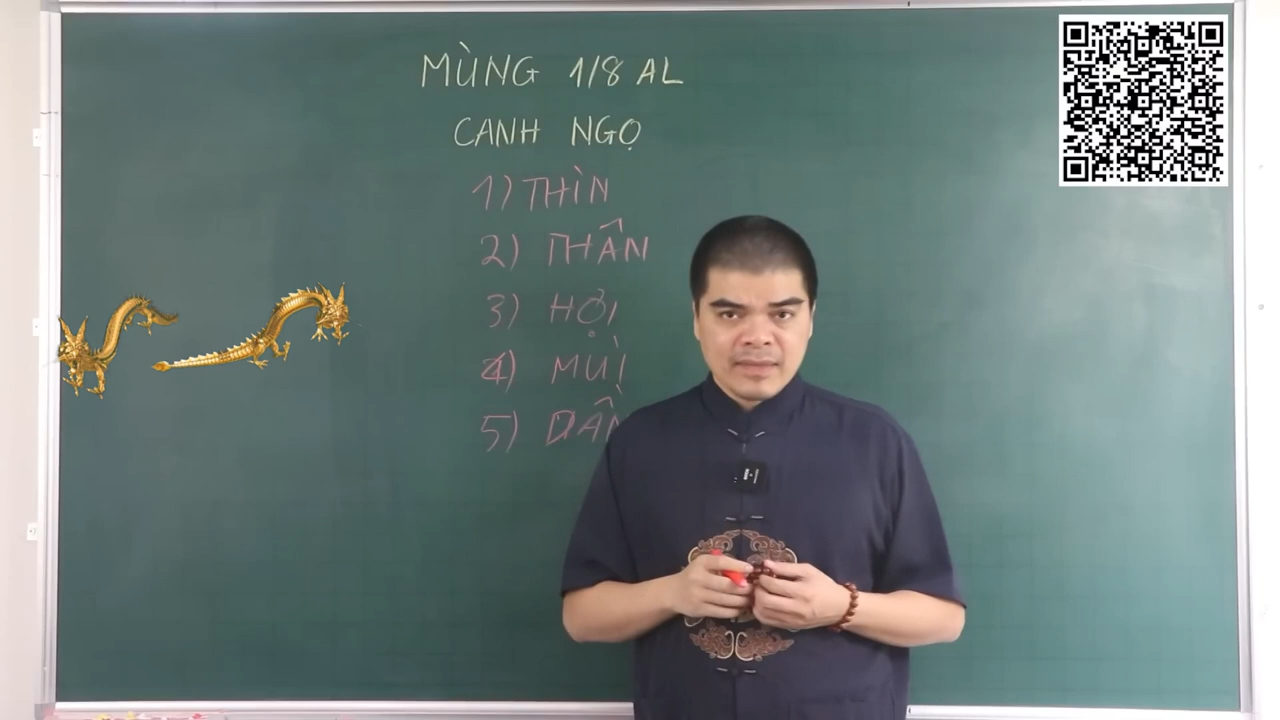 MÙNG 1/8 AL
CANH NGỌ
1) THÌN
2) THÂN
3) HỢI
4) MÙI
5) DẦN